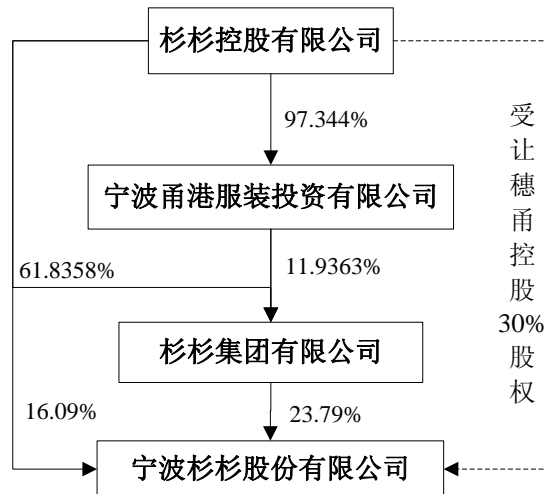 杉杉控股有限公司
97.344%
宁波甬港服装投资有限公司
61.8358%
11.9363%
杉杉集团有限公司
16.09%
23.79%
宁波杉杉股份有限公司
受
让
穗
甬
控
股
30%
股
权